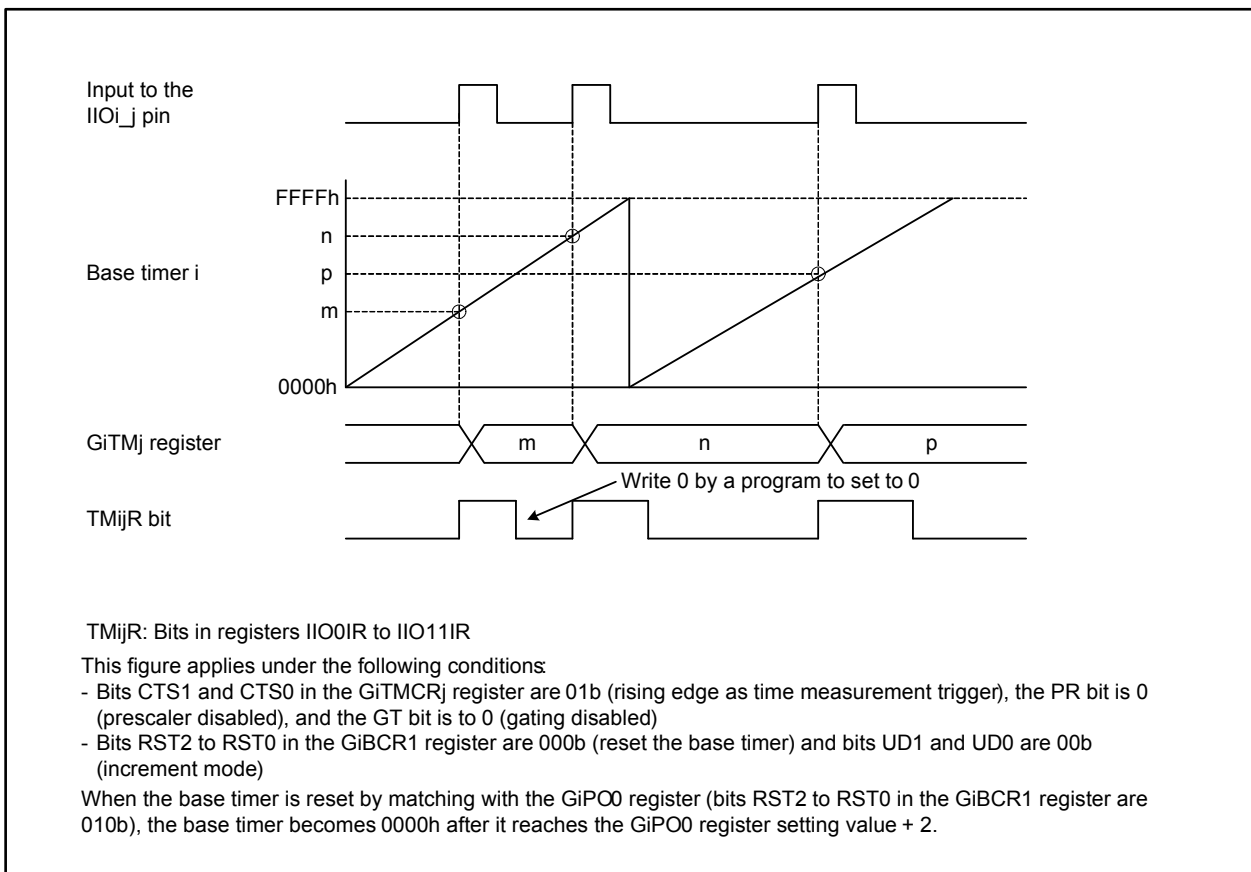 Input to the
IIOi_j pin
FFFFh
n
Base timer i
p
m
0000h
GiTMj register
m
n
p
Write 0 by a program to set to 0
TMijR bit
TMijR: Bits in registers IIO0IR to IIO11IR
This figure applies under the following conditions:
- Bits CTS1 and CTS0 in the GiTMCRj register are 01b (rising edge as time measurement trigger), the PR bit is 0
(prescaler disabled), and the GT bit is to 0 (gating disabled)
- Bits RST2 to RST0 in the GiBCR1 register are 000b (reset the base timer) and bits UD1 and UD0 are 00b
(increment mode)
When the base timer is reset by matching with the GiPO0 register (bits RST2 to RST0 in the GiBCR1 register are
010b), the base timer becomes 0000h after it reaches the GiPO0 register setting value + 2.